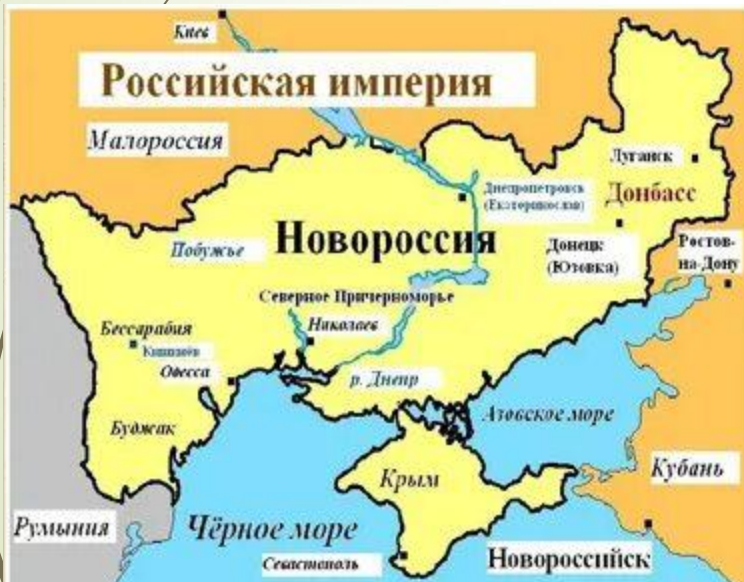 Киев
Российская империя
Малороссия
Луганск
Днепропетровск
(Екатеринослав)
Донбасс
Побужье
Новороссия
Донецк
(Юзовка)
Ростов-
на-Дону
Северное Причерноморье
Бессарабия
Николаев
Кишинёв
Одесса
р. Днепр
Буджак
Азовское море
Крым
Кубань
Румыния
Чёрное море
Севастополь
Новороссийск